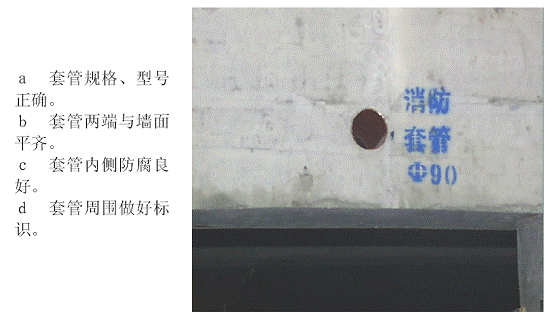 a 套管规格、型号
正确。
b 套管两端与墙面
平齐。
c 套管内侧防腐良
好。
d 套管周围做好标
识。
消防
套管
Φ90